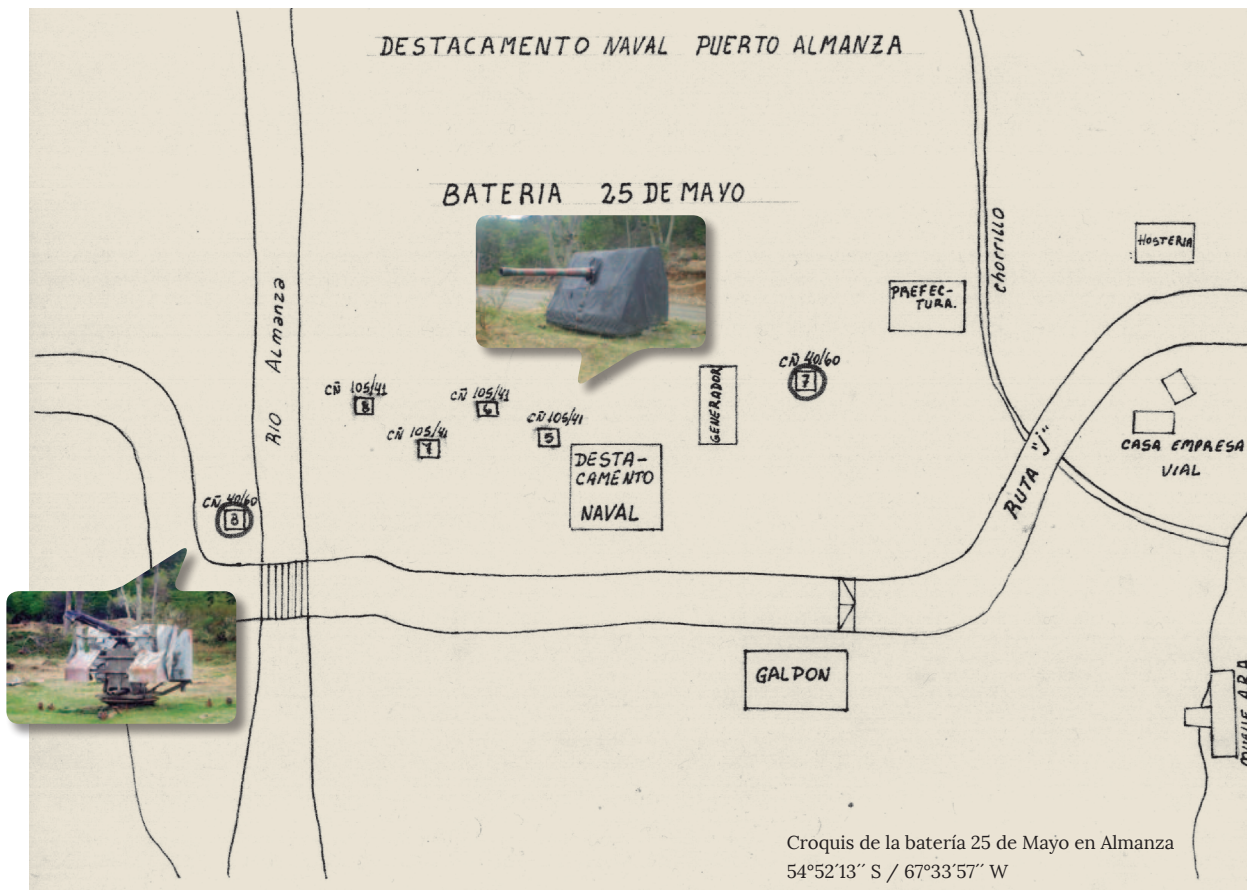 DESTACAMENTO NAVAL PUERTO ALMANZA
BATERIA 25 DE MAYO
RIO Almanza
chorrillo
HOSTERIA
PREFEC-
TURA.
CÑ 40/60
7
CÑ 105/41
8
CÑ 105/41
7
CÑ 105/41
6
CÑ 105/41
5
GENERADOR
DESTA-
CAMENTO
NAVAL
CÑ 40/60
8
RUTA "j"
CASA EMPRESA
VIAL
GALPON
MUELLE ARA
Croquis de la batería 25 de Mayo en Almanza
54°52´13´´ S / 67°33´57´´ W